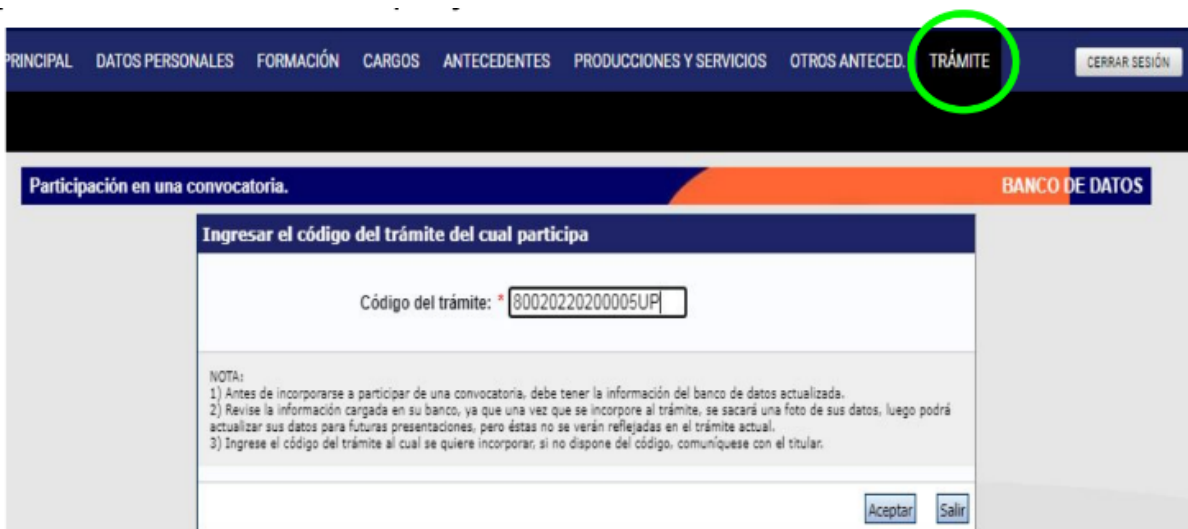 PRINCIPAL DATOS PERSONALES FORMACIÓN CARGOS ANTECEDENTES PRODUCCIONES Y SERVICIOS OTROS ANTECED. TRÁMITE CERRAR SESIÓN
Participación en una convocatoria. BANCO DE DATOS
Ingresar el código del trámite del cual participa
Código del trámite: * 80020220200005UP
NOTA:
1) Antes de incorporarse a participar de una convocatoria, debe tener la información del banco de datos actualizada.
2) Revise la información cargada en su banco, ya que una vez que se incorpore al trámite, se sacará una foto de sus datos, luego podrá
actualizar sus datos para futuras presentaciones, pero éstas no se verán reflejadas en el trámite actual.
3) Ingrese el código del trámite al cual se quiere incorporar, si no dispone del código, comuníquese con el titular.
Aceptar Salir